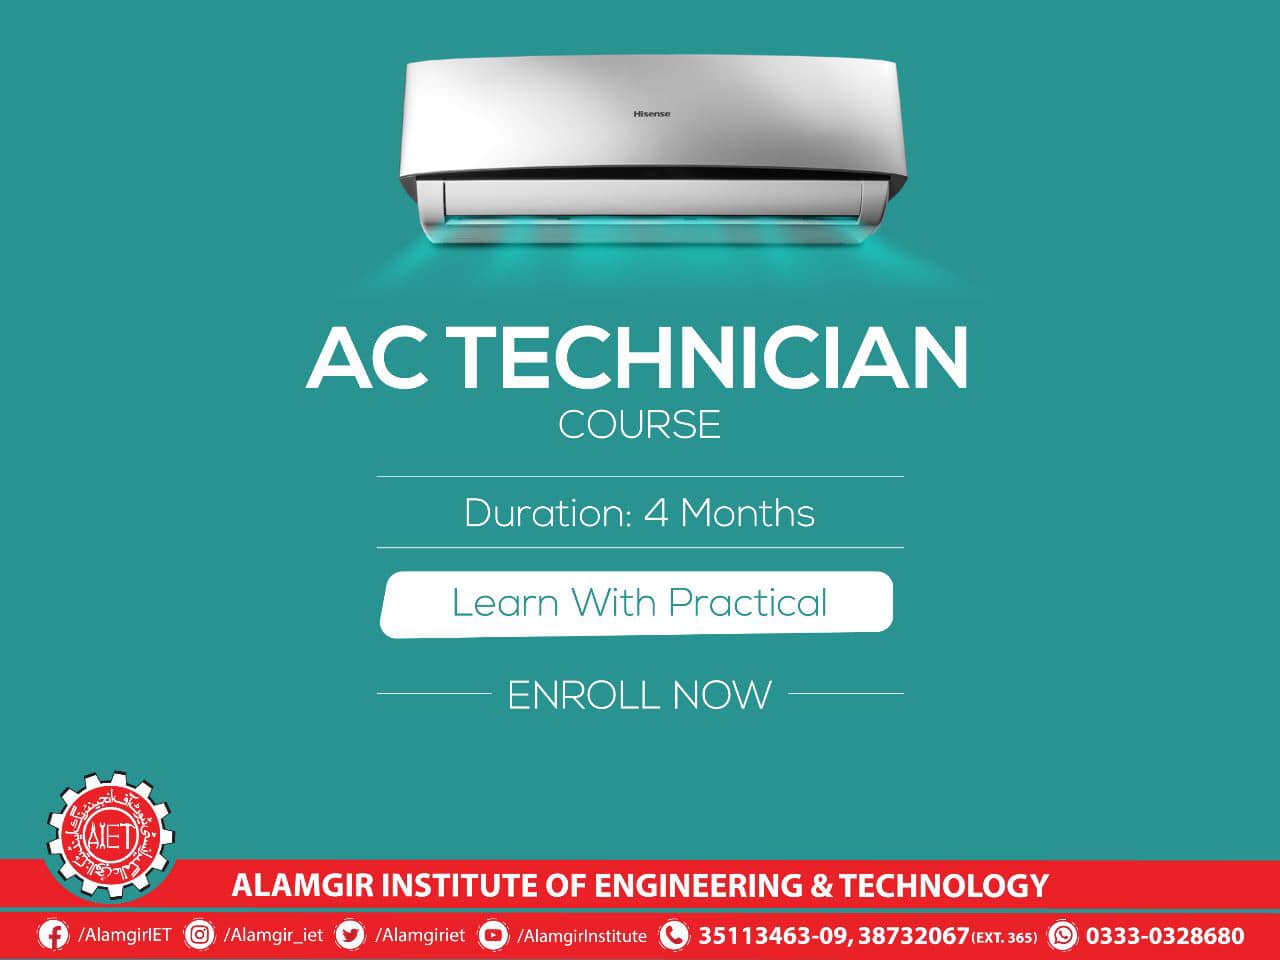 Hisense
AC TECHNICIAN
COURSE
Duration: 4 Months
Learn With Practical
ENROLL NOW
AIET
ALAMGIR INSTITUTE OF ENGINEERING & TECHNOLOGY
/AlamgirIET /Alamgir_iet /Alamgiriet /AlamgirInstitute 35113463-09, 38732067 (EXT. 365) 0333-0328680